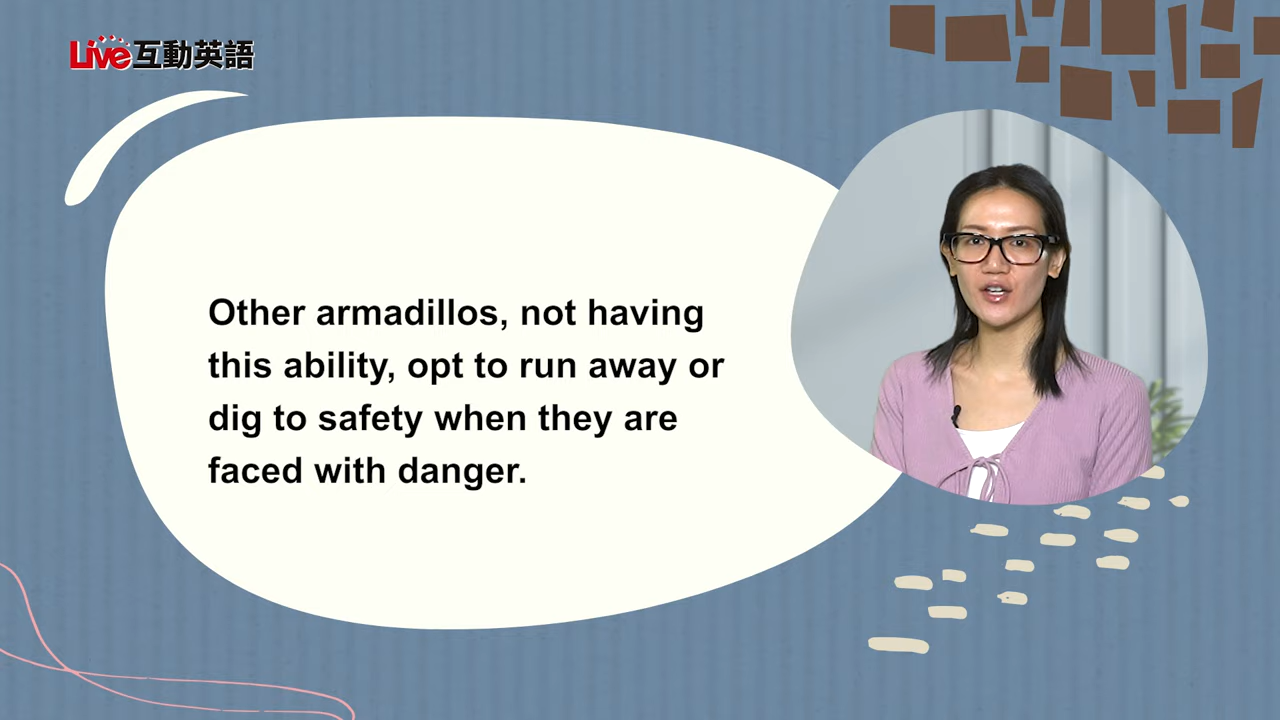 Live互動英語
Other armadillos, not having
this ability, opt to run away or
dig to safety when they are
faced with danger.